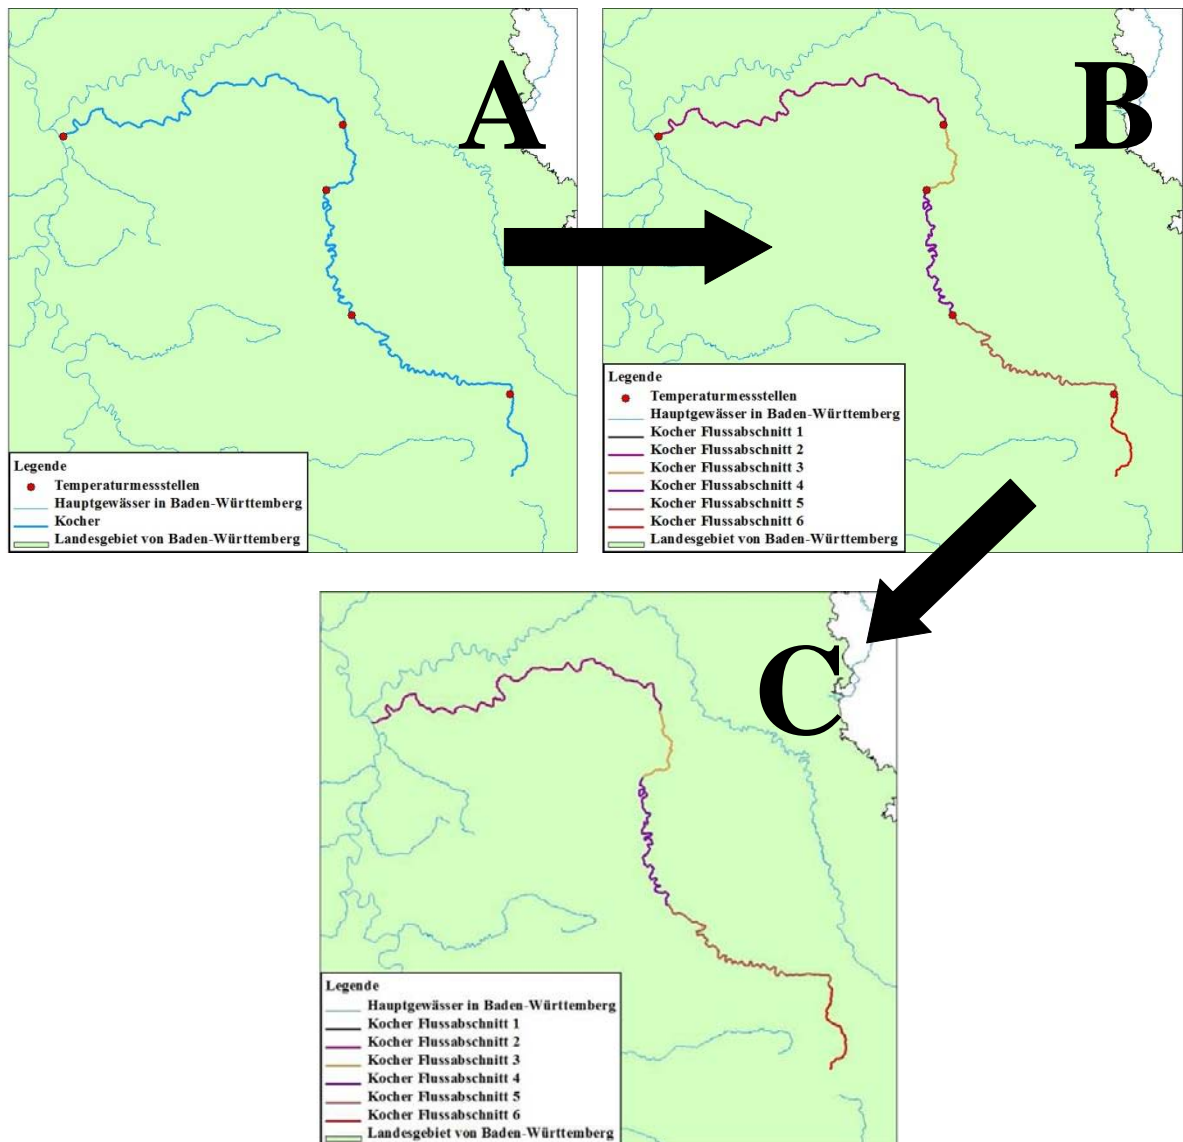 A
B
Legende
Temperaturmessstellen
Hauptgewässer in Baden-Württemberg
Kocher
Landesgebiet von Baden-Württemberg
Legende
Temperaturmessstellen
Hauptgewässer in Baden-Württemberg
Kocher Flussabschnitt 1
Kocher Flussabschnitt 2
Kocher Flussabschnitt 3
Kocher Flussabschnitt 4
Kocher Flussabschnitt 5
Kocher Flussabschnitt 6
Landesgebiet von Baden-Württemberg
C
Legende
Hauptgewässer in Baden-Württemberg
Kocher Flussabschnitt 1
Kocher Flussabschnitt 2
Kocher Flussabschnitt 3
Kocher Flussabschnitt 4
Kocher Flussabschnitt 5
Kocher Flussabschnitt 6
Landesgebiet von Baden-Württemberg